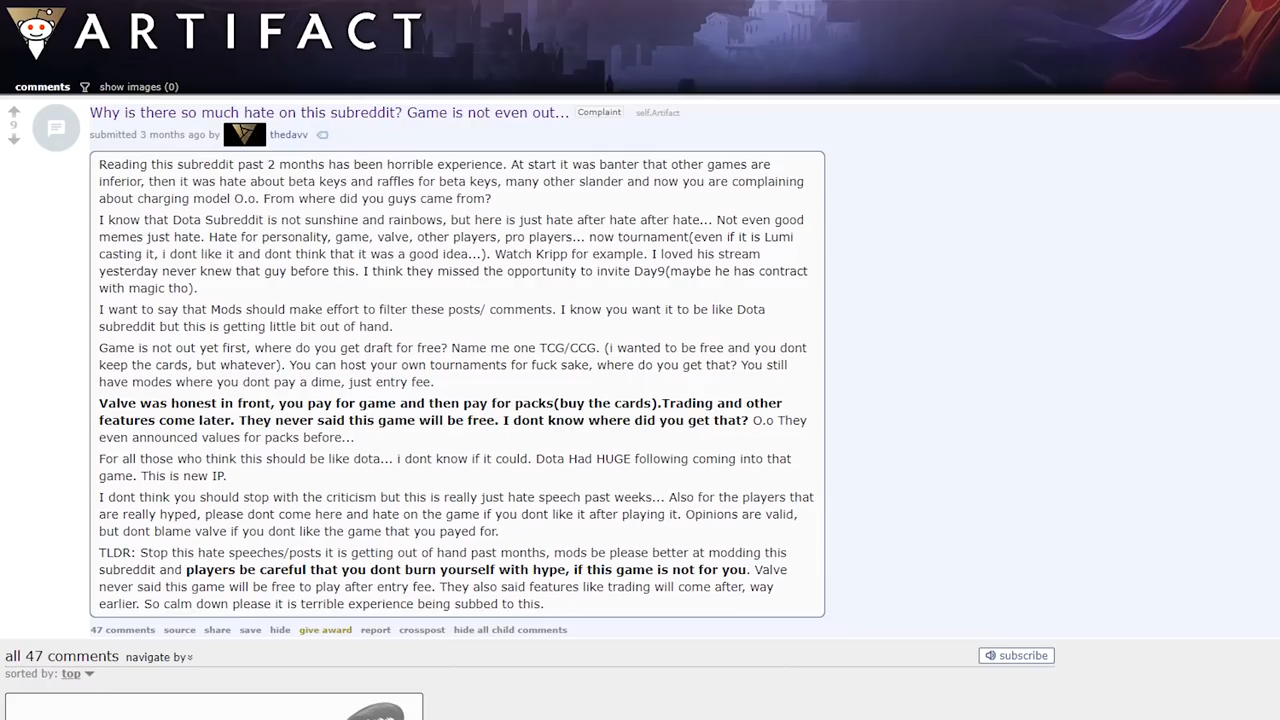 ARTIFACT
comments show images (0)
9
Why is there so much hate on this subreddit? Game is not even out... Complaint self.Artifact
submitted 3 months ago by thedavv
Reading this subreddit past 2 months has been horrible experience. At start it was banter that other games are
inferior, then it was hate about beta keys and raffles for beta keys, many other slander and now you are complaining
about charging model O.o. From where did you guys came from?
I know that Dota Subreddit is not sunshine and rainbows, but here is just hate after hate after hate... Not even good
memes just hate. Hate for personality, game, valve, other players, pro players... now tournament(even if it is Lumi
casting it, i dont like it and dont think that it was a good idea...). Watch Kripp for example. I loved his stream
yesterday never knew that guy before this. I think they missed the opportunity to invite Day9(maybe he has contract
with magic tho).
I want to say that Mods should make effort to filter these posts/ comments. I know you want it to be like Dota
subreddit but this is getting little bit out of hand.
Game is not out yet first, where do you get draft for free? Name me one TCG/CCG. (i wanted to be free and you dont
keep the cards, but whatever). You can host your own tournaments for fuck sake, where do you get that? You still
have modes where you dont pay a dime, just entry fee.
Valve was honest in front, you pay for game and then pay for packs(buy the cards).Trading and other
features come later. They never said this game will be free. I dont know where did you get that? O.o They
even announced values for packs before...
For all those who think this should be like dota... i dont know if it could. Dota Had HUGE following coming into that
game. This is new IP.
I dont think you should stop with the criticism but this is really just hate speech past weeks... Also for the players that
are really hyped, please dont come here and hate on the game if you dont like it after playing it. Opinions are valid,
but dont blame valve if you dont like the game that you payed for.
TLDR: Stop this hate speeches/posts it is getting out of hand past months, mods be please better at modding this
subreddit and players be careful that you dont burn yourself with hype, if this game is not for you. Valve
never said this game will be free to play after entry fee. They also said features like trading will come after, way
earlier. So calm down please it is terrible experience being subbed to this.
47 comments source share save hide give award report crosspost hide all child comments
all 47 comments navigate by
subscribe
sorted by: top